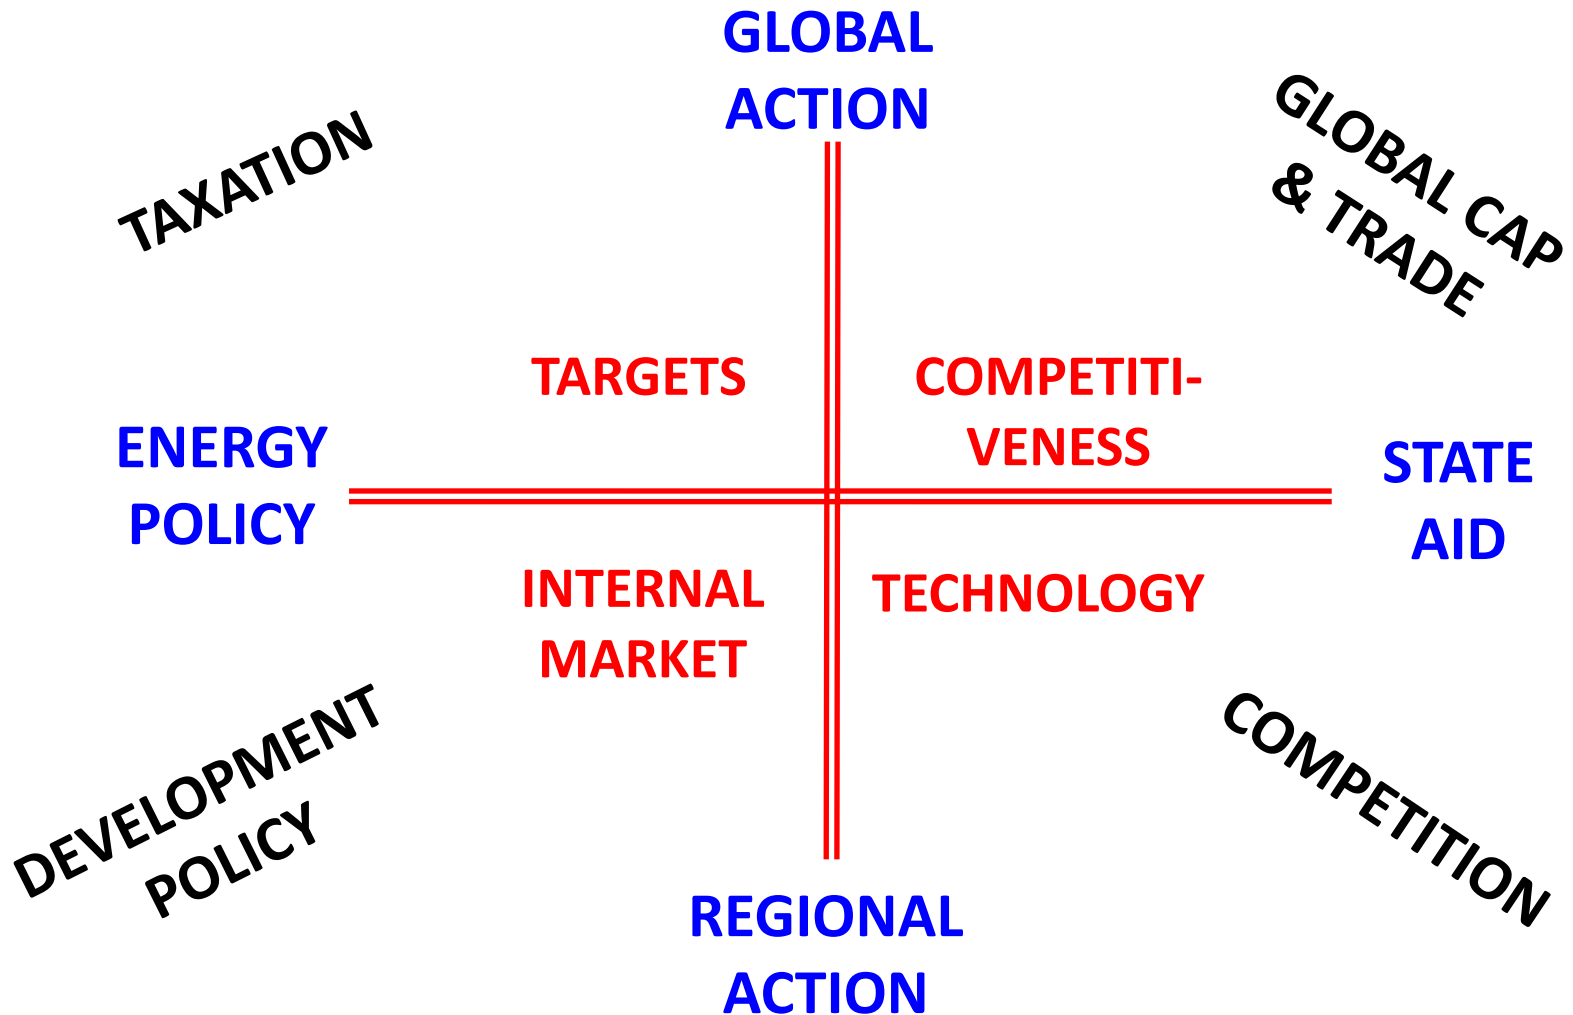 GLOBAL
ACTION
TAXATION
GLOBAL CAP
& TRADE
TARGETS
COMPETITI-
VENESS
ENERGY
POLICY
STATE
AID
INTERNAL
MARKET
TECHNOLOGY
DEVELOPMENT
POLICY
COMPETITION
REGIONAL
ACTION